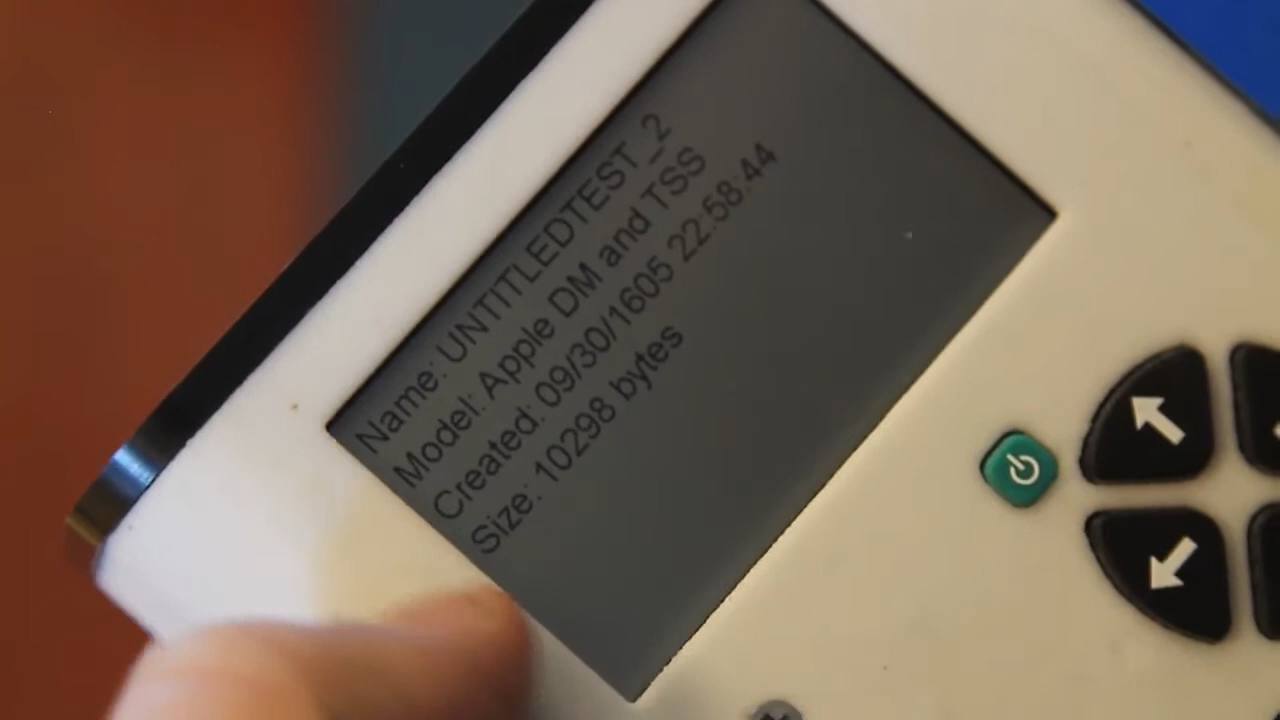 Name: UNTITLEDTEST_2
Model: Apple DM and TSS
Created: 09/30/1605 22:58:44
Size: 10298 bytes